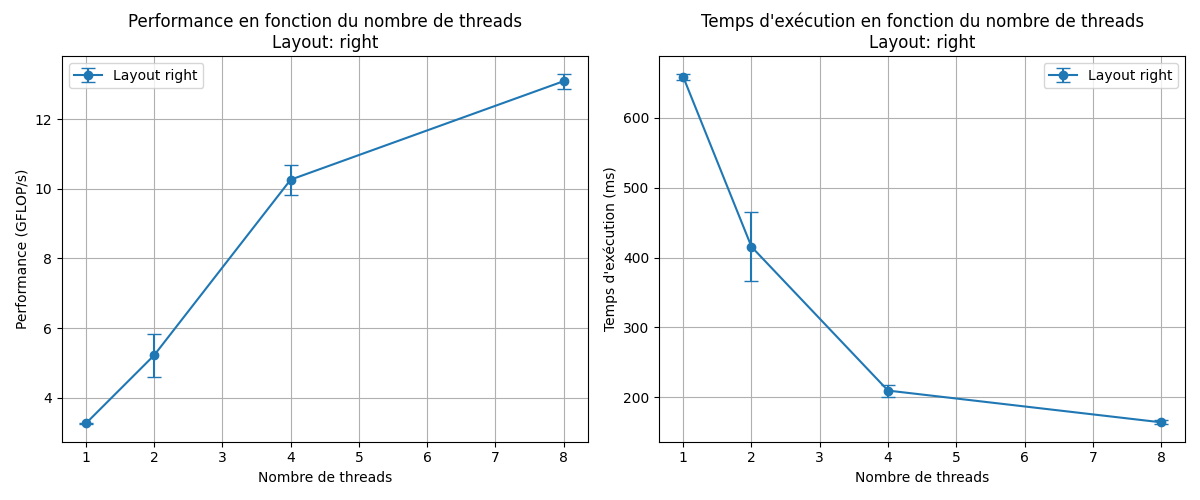 Performance en fonction du nombre de threads
Layout: right
Layout right
Performance (GFLOP/s)
12
10
8
6
4
1 2 3 4 5 6 7 8
Nombre de threads
Temps d'exécution en fonction du nombre de threads
Layout: right
Layout right
Temps d'exécution (ms)
600
500
400
300
200
1 2 3 4 5 6 7 8
Nombre de threads